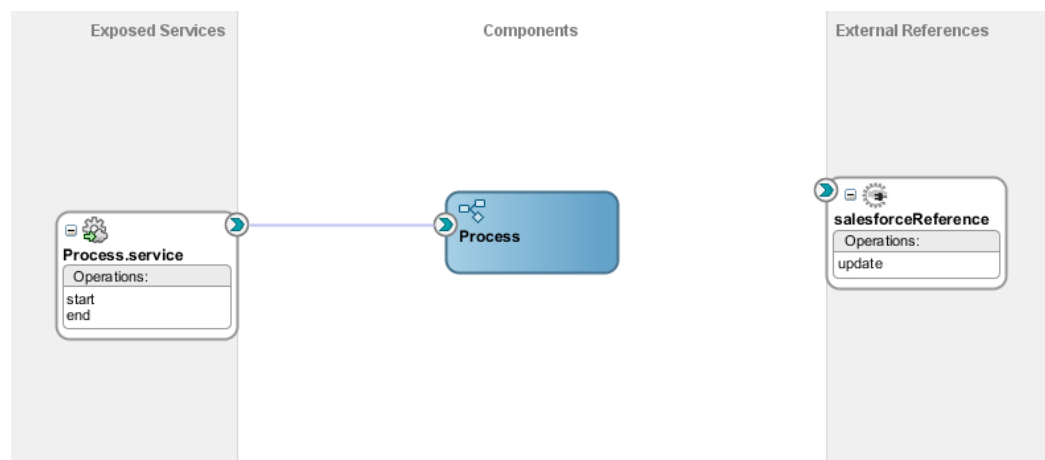 Exposed Services
Components
External References
Process.service
Operations:
start
end
Process
salesforceReference
Operations:
update